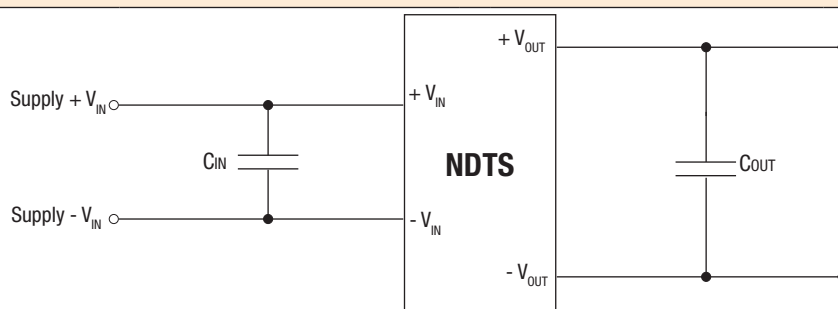 + V_OUT
Supply + V_IN
+ V_IN
C_IN
NDTS
C_OUT
Supply - V_IN
- V_IN
- V_OUT